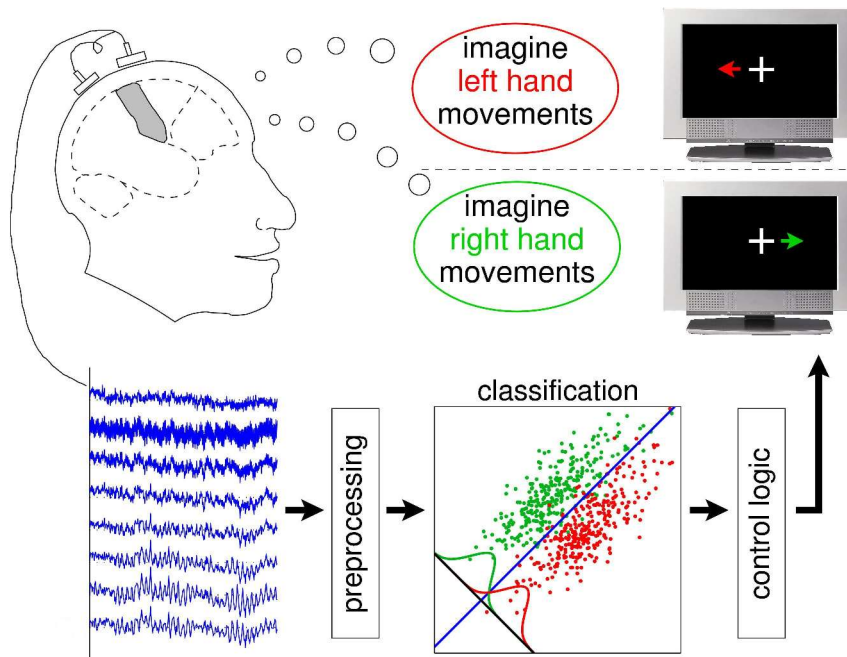 imagine
left hand
movements
imagine
right hand
movements
classification
preprocessing
control logic